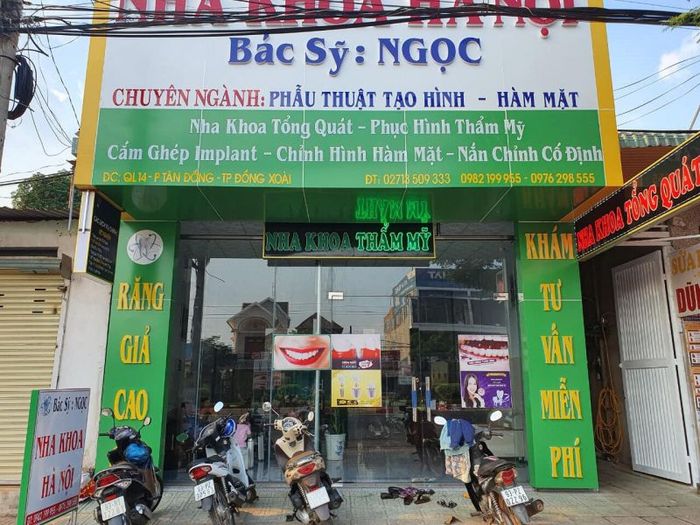 NHA KHOA HÀ NỘI
Bác Sỹ: NGỌC
CHUYÊN NGÀNH: PHẪU THUẬT TẠO HÌNH - HÀM MẶT
Nha Khoa Tổng Quát - Phục Hình Thẩm Mỹ
Cấm Ghép Implant - Chỉnh Hình Hàm Mặt - Nắn Chỉnh Cố Định
DC: QL14 - P TÂN ĐỒNG - TP ĐỒNG XOÀI
ĐT: 02713 509 333 0982 199 955 - 0976 298 555
NHA KHOA THẨM MỸ
NHA KHOA TỔNG QUÁT
RĂNG
GIẢ
CAO
KHÁM
TƯ
VẤN
MIỄN
PHÍ
Bác Sỹ: NGỌC
NHA KHOA
HÀ NỘI